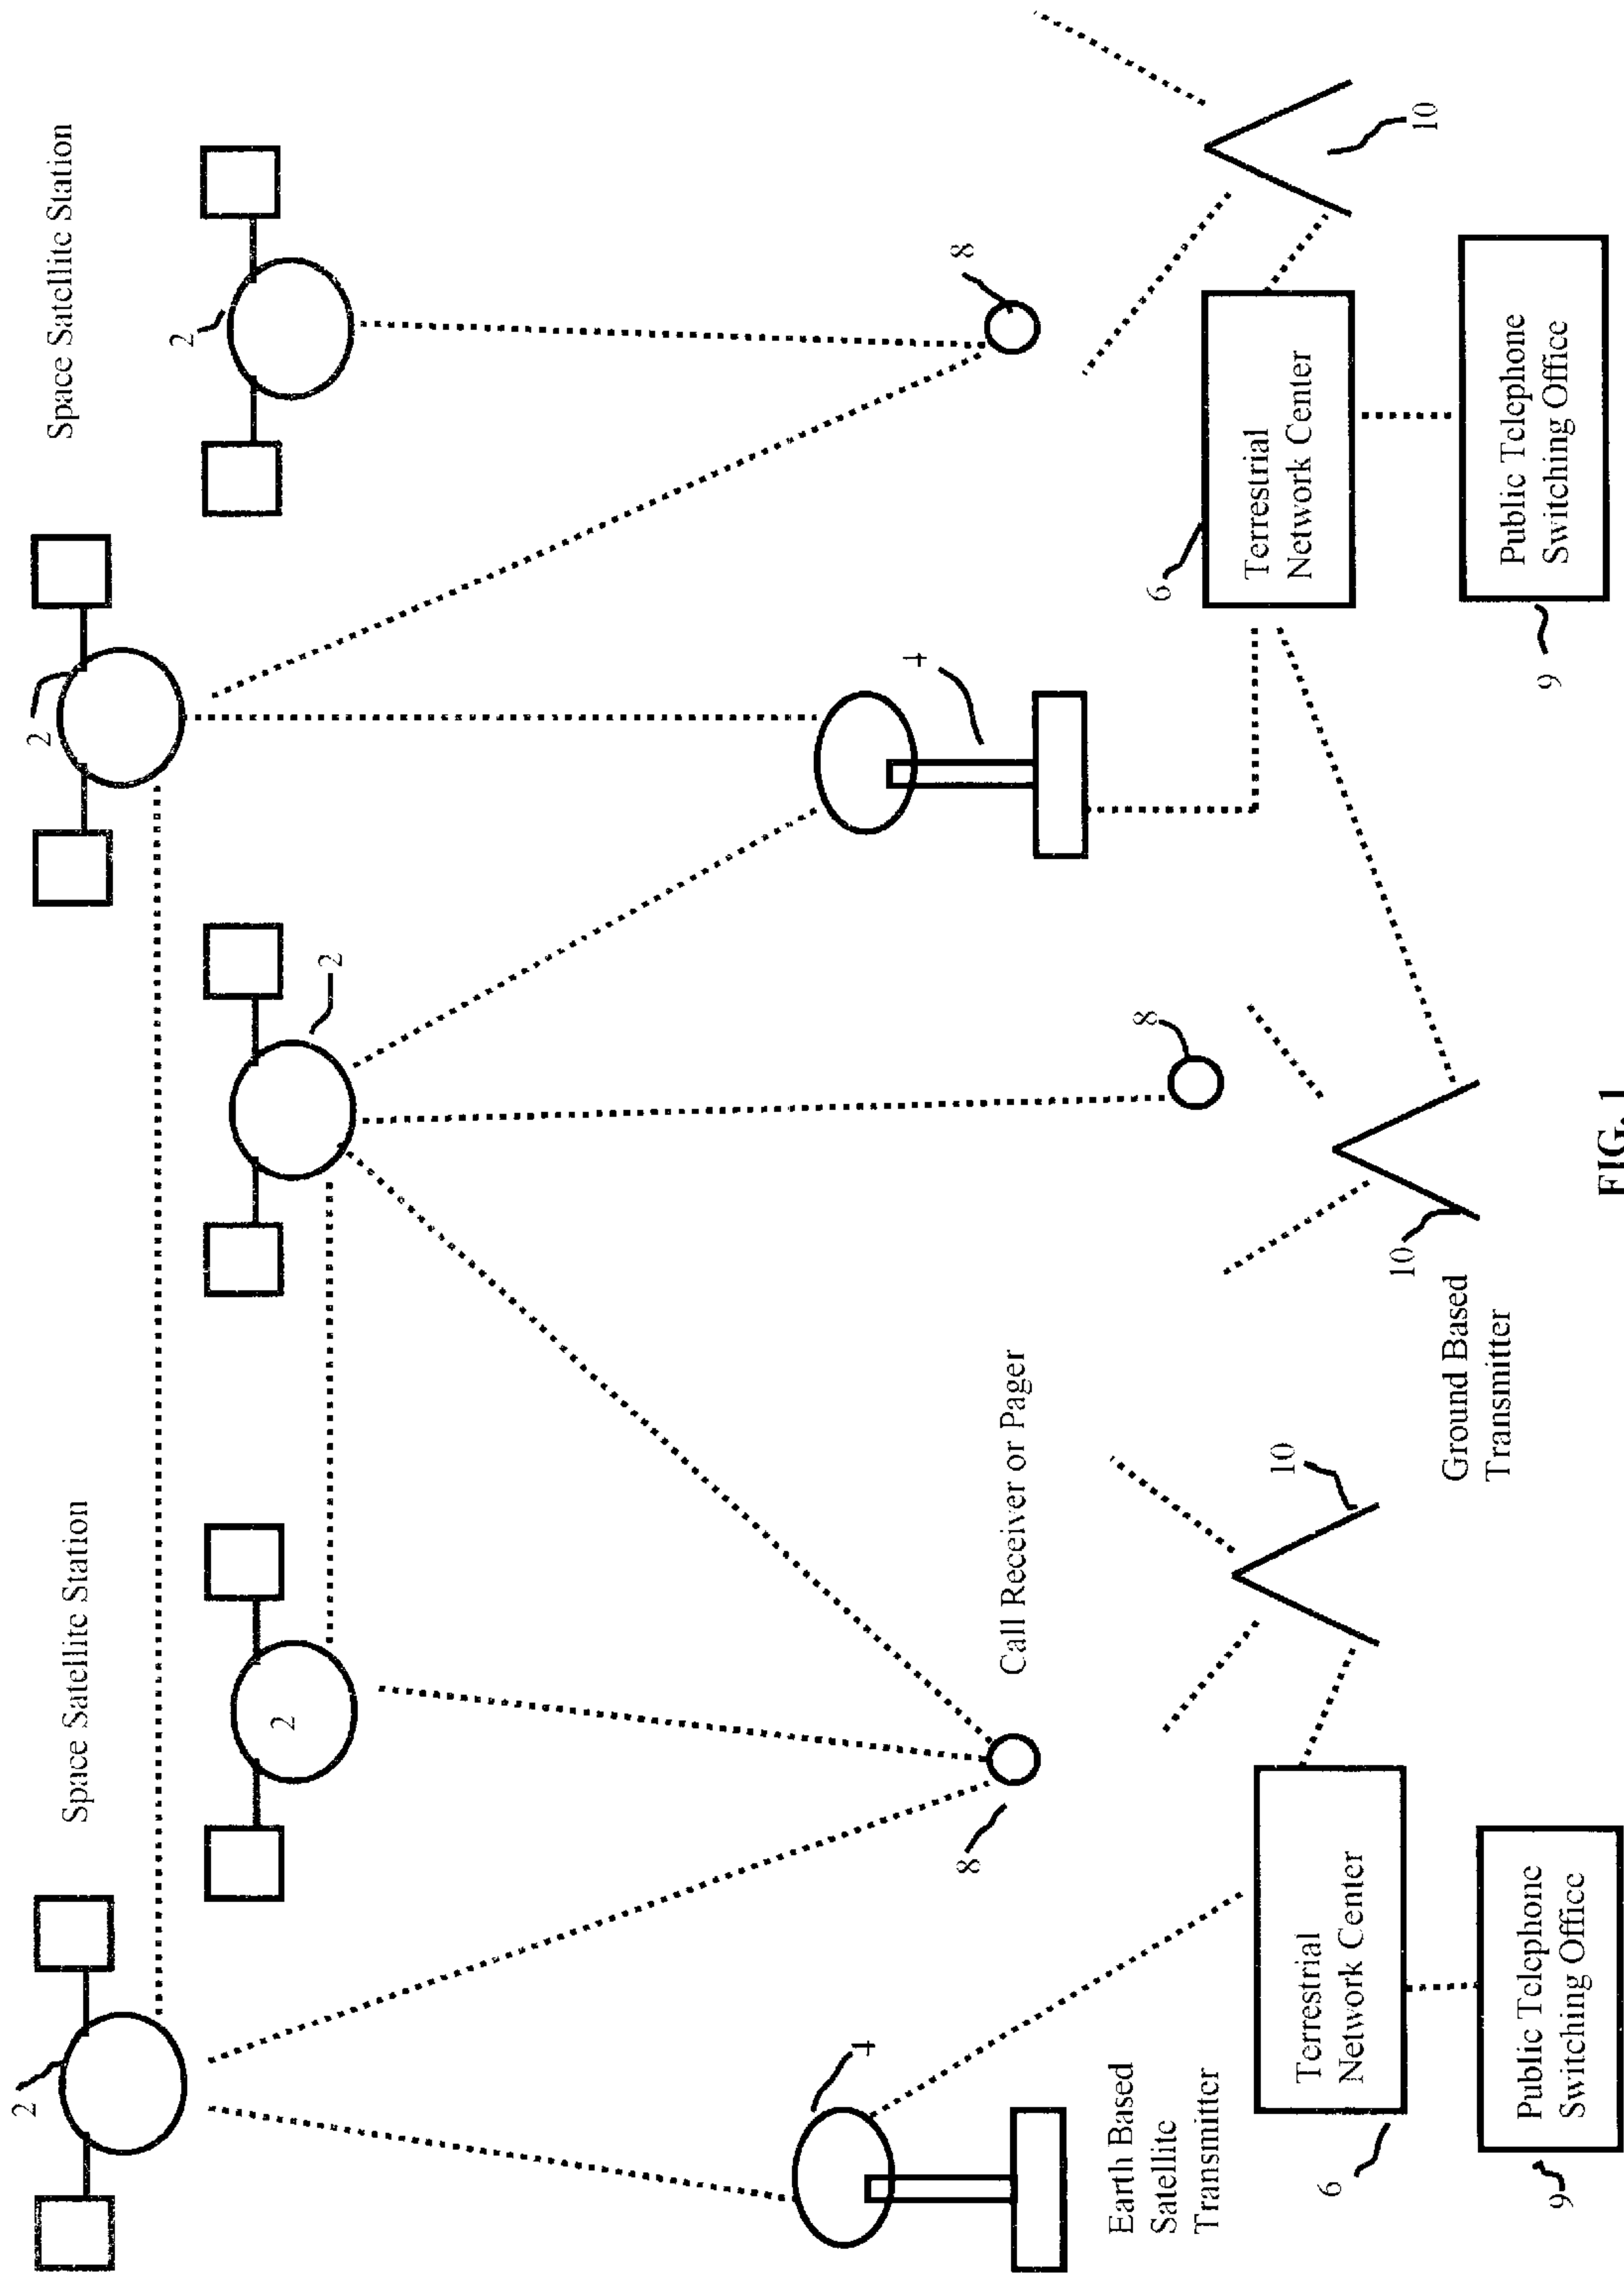 Space Satellite Station
Space Satellite Station
2
2
2
2
2
4
4
8
8
8
Call Receiver or Pager
Earth Based
Satellite
Transmitter
10
10
10
Ground Based
Transmitter
6
Terrestrial
Network Center
6
Terrestrial
Network Center
9
Public Telephone
Switching Office
9
Public Telephone
Switching Office
FIG. 1